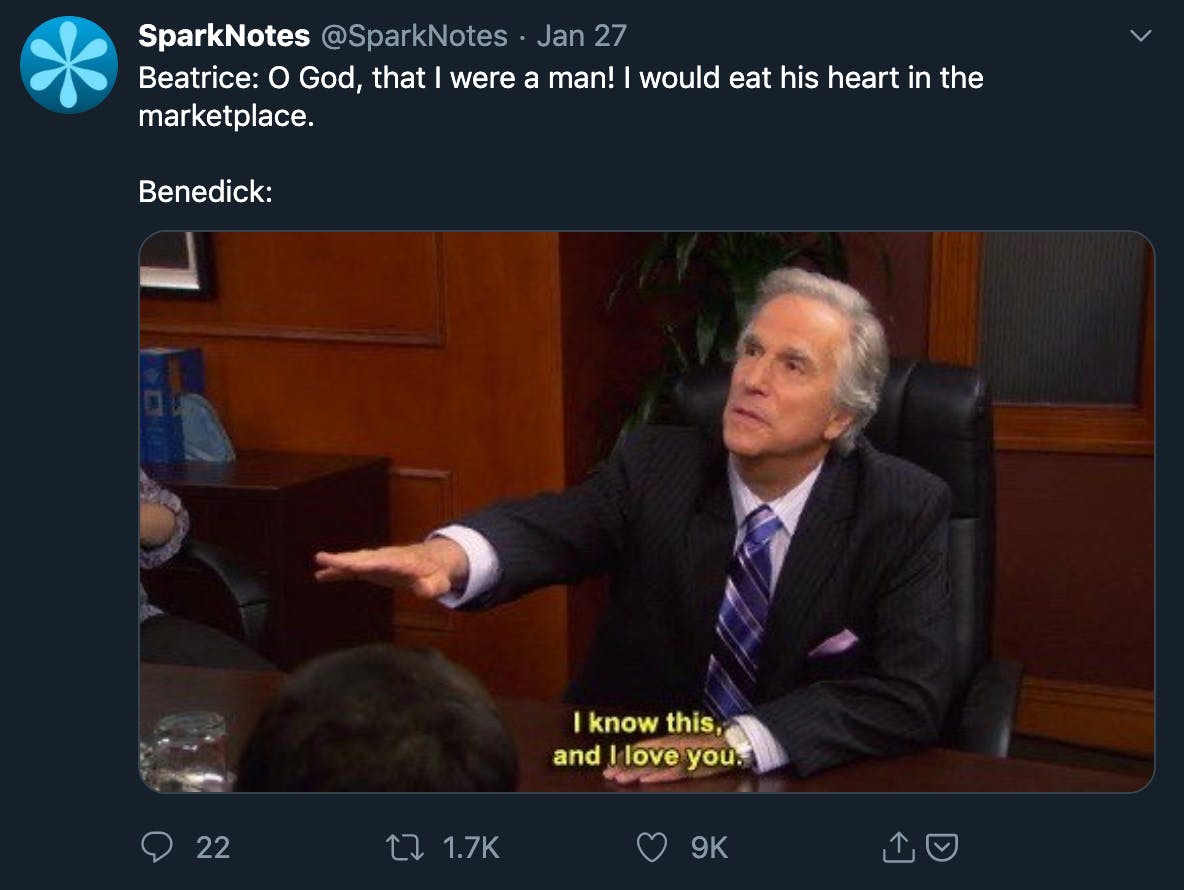 SparkNotes @SparkNotes · Jan 27
Beatrice: O God, that I were a man! I would eat his heart in the
marketplace.
Benedick:
I know this,
and I love you.
22 1.7K 9K